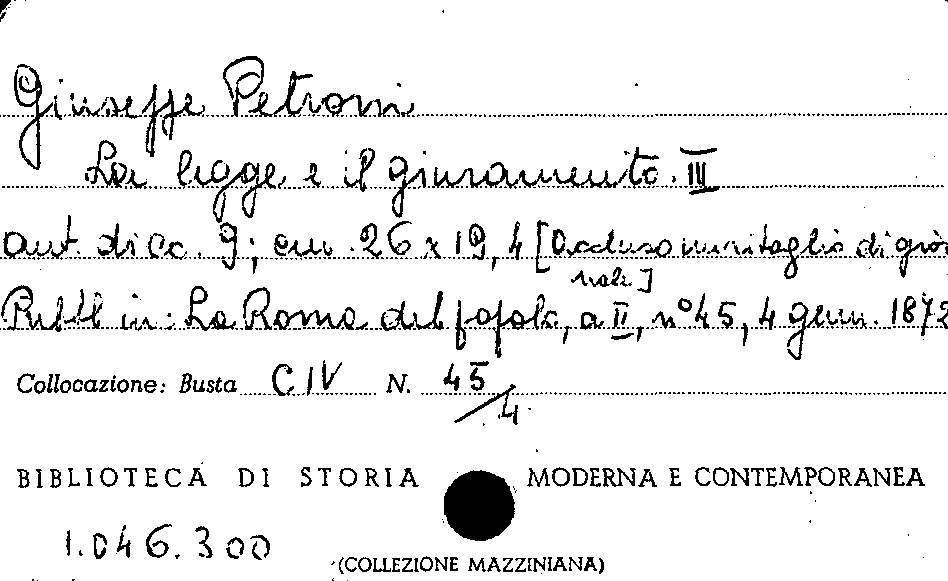 Giuseppe Petroni
La legge e il giuramento. III
aut. di cc. 9; cm. 26 x 19,4 [Accluso un ritaglio di gior
nale]
Pubbl in: La Roma del popolo, a II, n° 45, 4 genn. 1872
Collocazione: Busta CIV N. 45/4.
BIBLIOTECA DI STORIA MODERNA E CONTEMPORANEA
1.046.300
(COLLEZIONE MAZZINIANA)